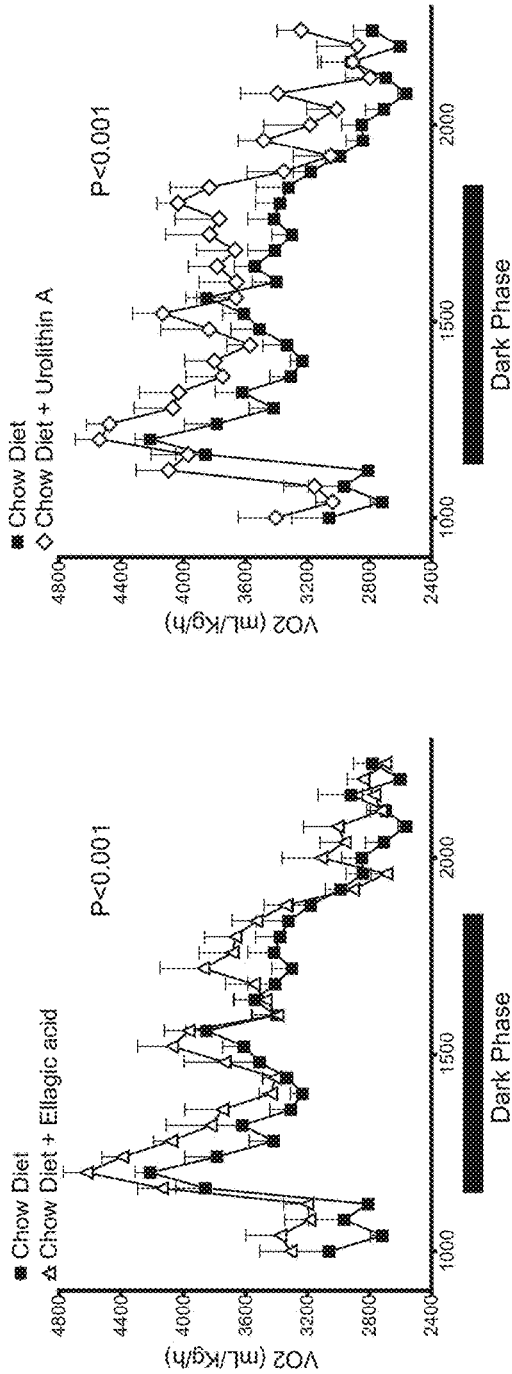 Chow Diet
Chow Diet + Ellagic acid
P<0.001
4800
4400
4000
3600
3200
2800
2400
VO2 (mL/Kg/h)
1000
1500
2000
Dark Phase
Chow Diet
Chow Diet + Urolithin A
P<0.001
4800
4400
4000
3600
3200
2800
2400
VO2 (mL/Kg/h)
1000
1500
2000
Dark Phase